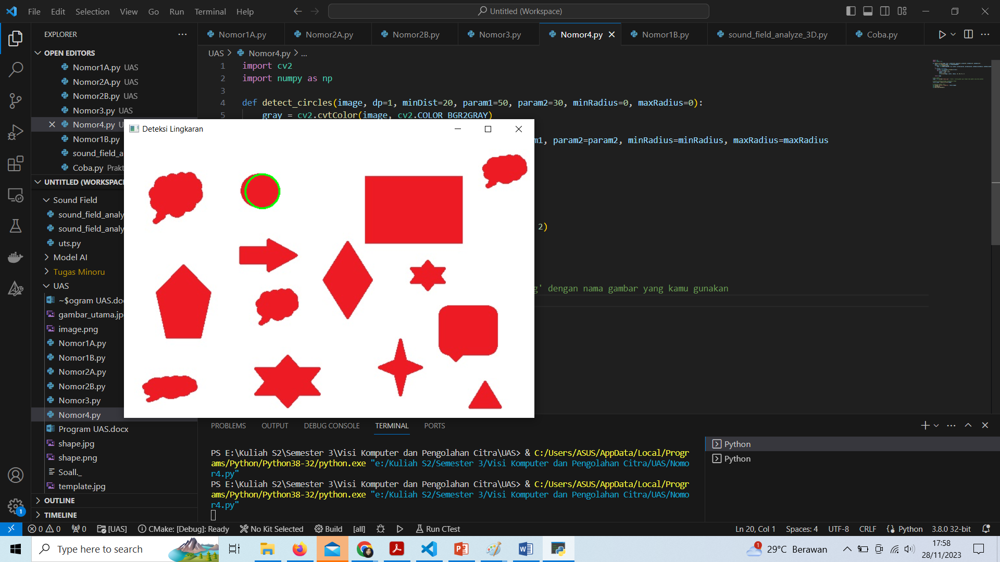 File Edit Selection View Go Run Terminal Help
Untitled (Workspace)
EXPLORER
Nomor1A.py Nomor2A.py Nomor2B.py Nomor3.py Nomor4.py Nomor1B.py sound_field_analyze_3D.py Coba.py
OPEN EDITORS
Nomor1A.py UAS
Nomor2A.py UAS
Nomor2B.py UAS
Nomor3.py UAS
Nomor4.py U
Nomor1B.py
sound_field_a
Coba.py Prakt
UNTITLED (WORKSPAC
Sound Field
sound_field_analy
sound_field_analy
uts.py
Model AI
Tugas Minoru
UAS
~$ogram UAS.doc
gambar_utama.jp
image.png
Nomor1A.py
Nomor1B.py
Nomor2A.py
Nomor2B.py
Nomor3.py
Nomor4.py
Program UAS.docx
shape.jpg
shape.png
Soall._
template.jpg
OUTLINE
TIMELINE
UAS > Nomor4.py > ...
1 import cv2
2 import numpy as np
3
4 def detect_circles(image, dp=1, minDist=20, param1=50, param2=30, minRadius=0, maxRadius=0):
5 gray = cv2.cvtColor(image, cv2.COLOR_BGR2GRAY)
m1, param2=param2, minRadius=minRadius, maxRadius=maxRadius
2)
g' dengan nama gambar yang kamu gunakan
Deteksi Lingkaran
PROBLEMS OUTPUT DEBUG CONSOLE TERMINAL PORTS
PS E:\Kuliah S2\Semester 3\Visi Komputer dan Pengolahan Citra\UAS> & C:/Users/ASUS/AppData/Local/Progr
ams/Python/Python38-32/python.exe "e:/Kuliah S2/Semester 3/Visi Komputer dan Pengolahan Citra/UAS/Nomo
r4.py"
PS E:\Kuliah S2\Semester 3\Visi Komputer dan Pengolahan Citra\UAS> & C:/Users/ASUS/AppData/Local/Progr
ams/Python/Python38-32/python.exe "e:/Kuliah S2/Semester 3/Visi Komputer dan Pengolahan Citra/UAS/Nomo
r4.py"
Python
Python
1
0 0 0 [UAS] CMake: [Debug]: Ready No Kit Selected Build [all] Run CTest
Ln 20, Col 1 Spaces: 4 UTF-8 CRLF Python 3.8.0 32-bit
Type here to search
1 29°C Berawan
17:58
28/11/2023